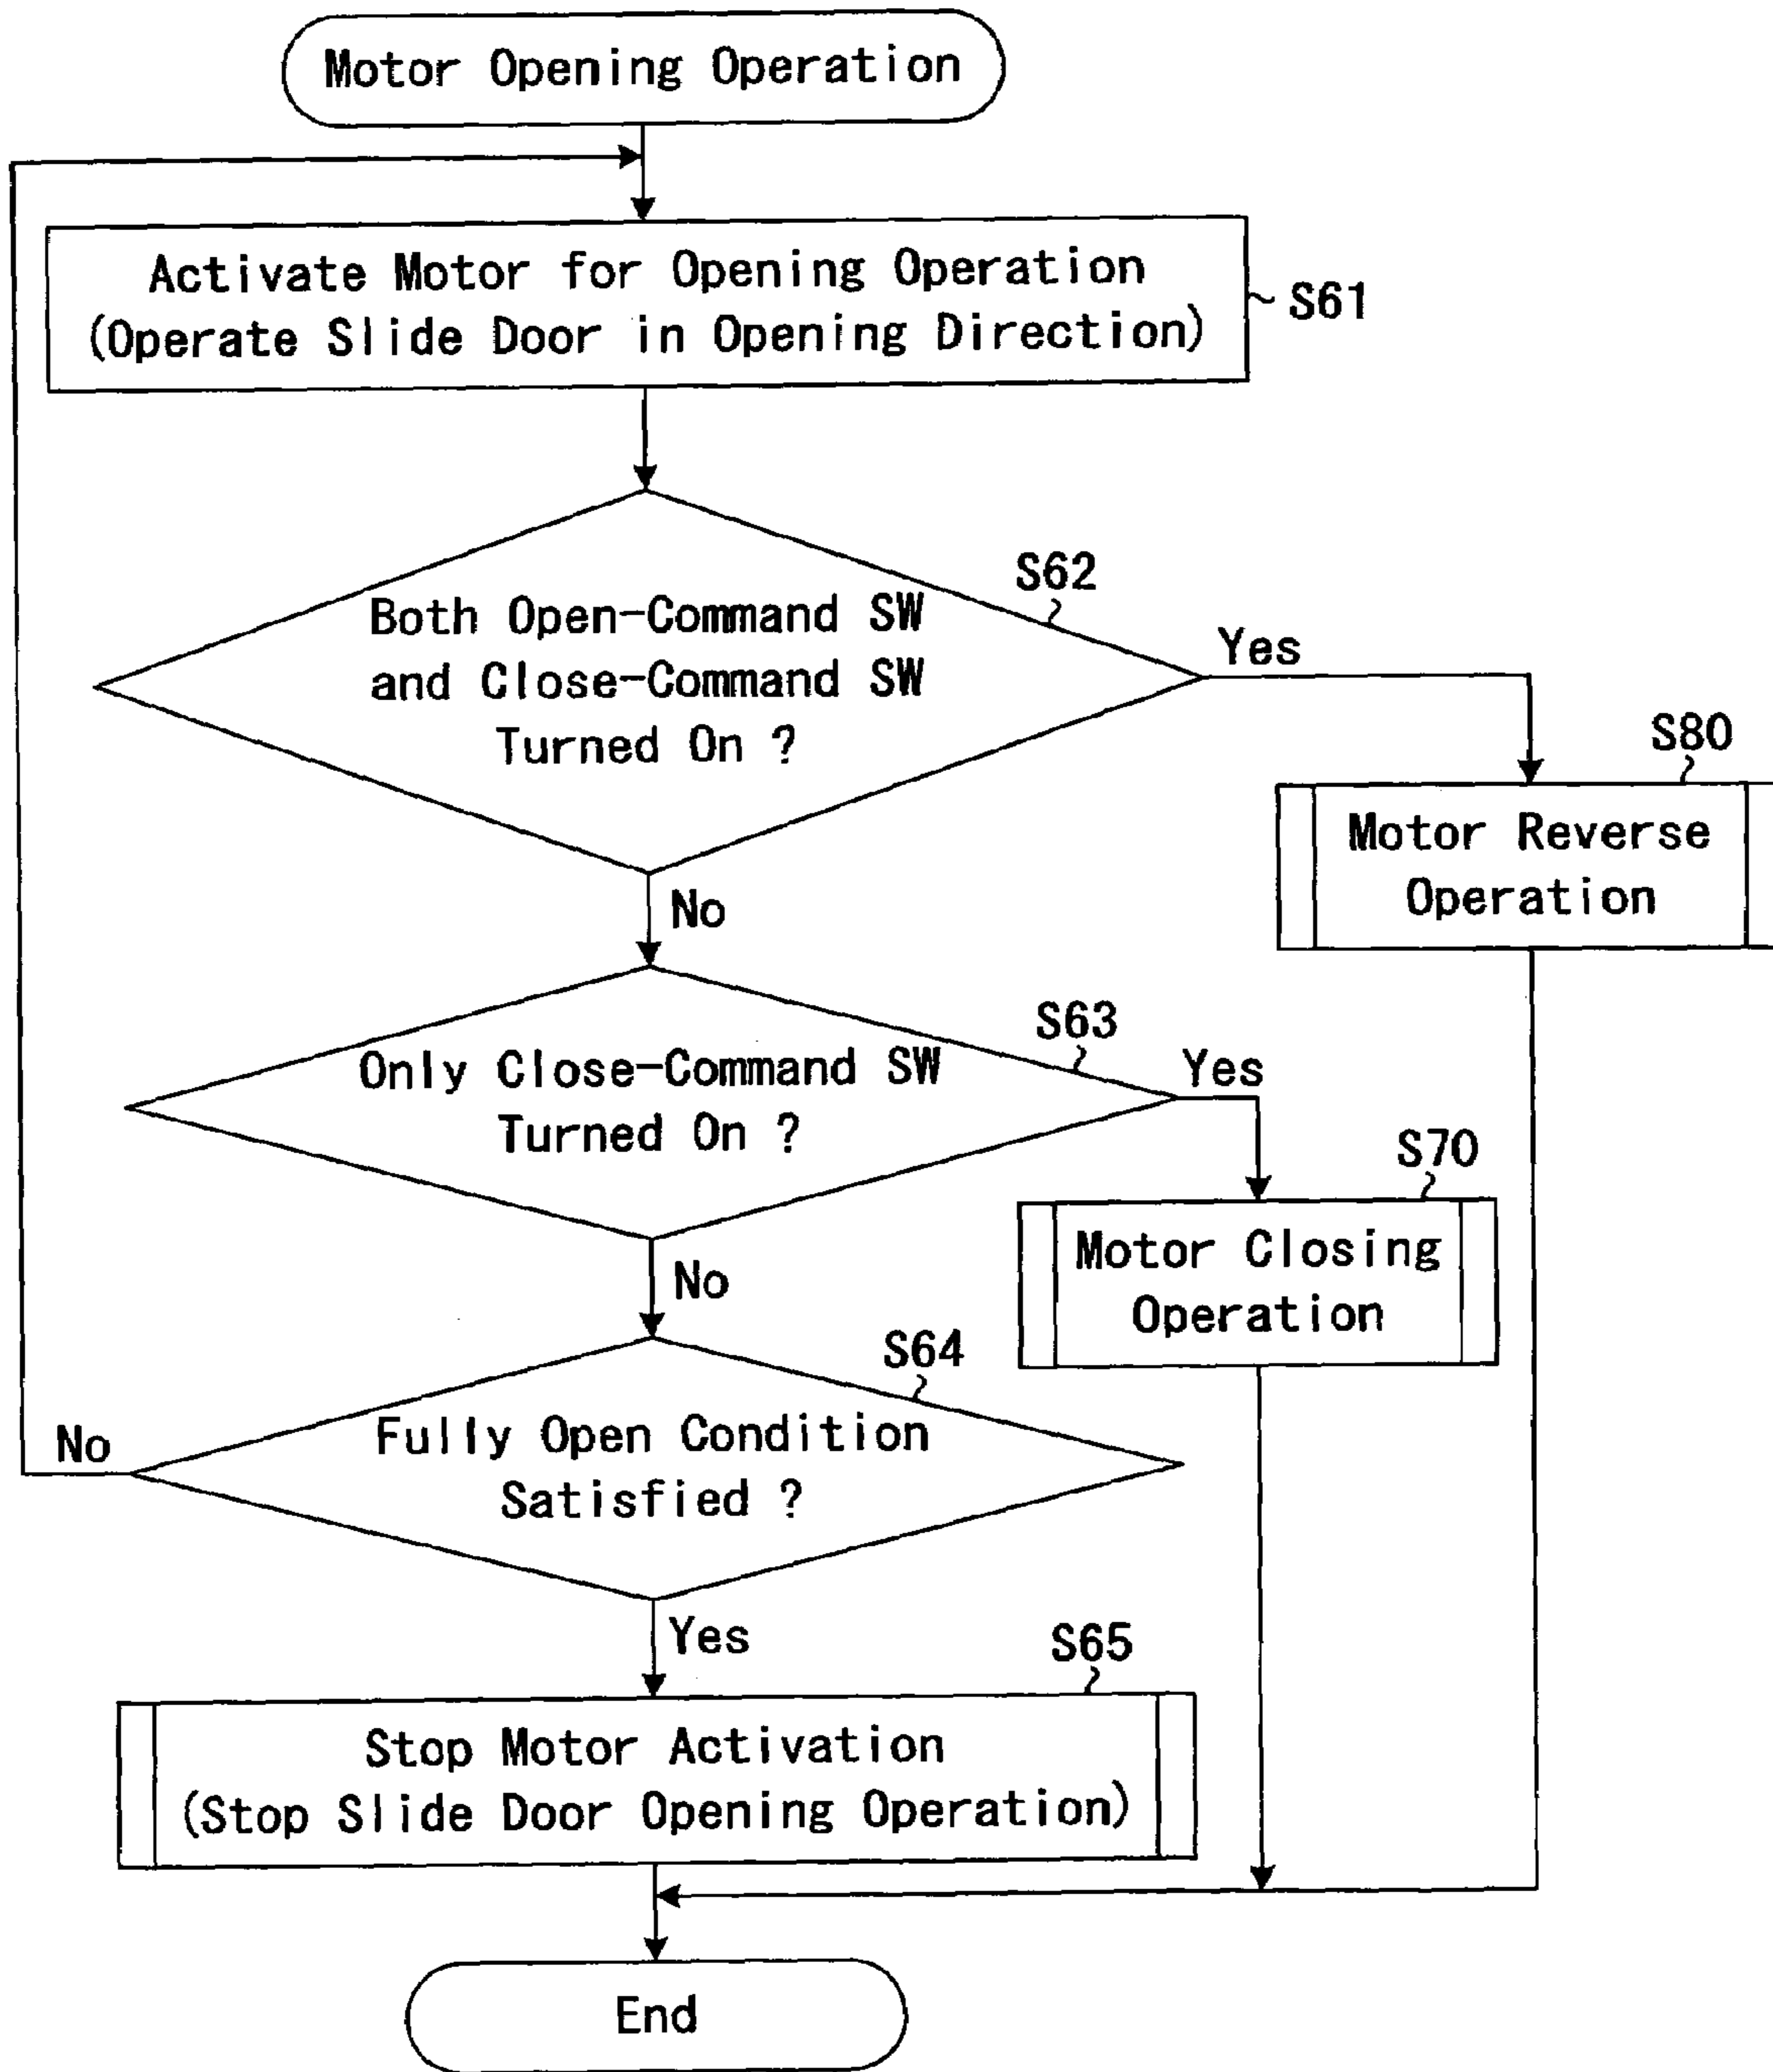 Motor Opening Operation
Activate Motor for Opening Operation
(Operate Slide Door in Opening Direction)
S61
S62
Both Open-Command SW
and Close-Command SW
Turned On ?
Yes
No
S80
Motor Reverse
Operation
S63
Only Close-Command SW
Turned On ?
Yes
No
S70
Motor Closing
Operation
S64
Fully Open Condition
Satisfied ?
No
Yes
S65
Stop Motor Activation
(Stop Slide Door Opening Operation)
End